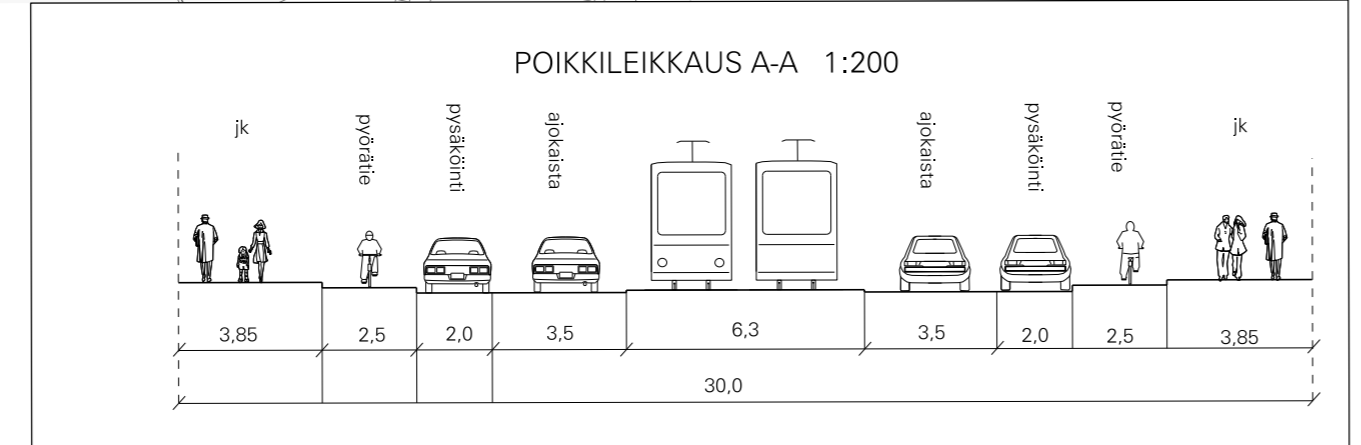 POIKKILEIKKAUS A-A 1:200
jk
pyörätie
pysäköinti
ajokaista
ajokaista
pysäköinti
pyörätie
jk
3,85 2,5 2,0 3,5 6,3 3,5 2,0 2,5 3,85
30,0